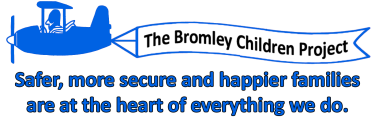 The Bromley Children Project
Safer, more secure and happier families
are at the heart of everything we do.